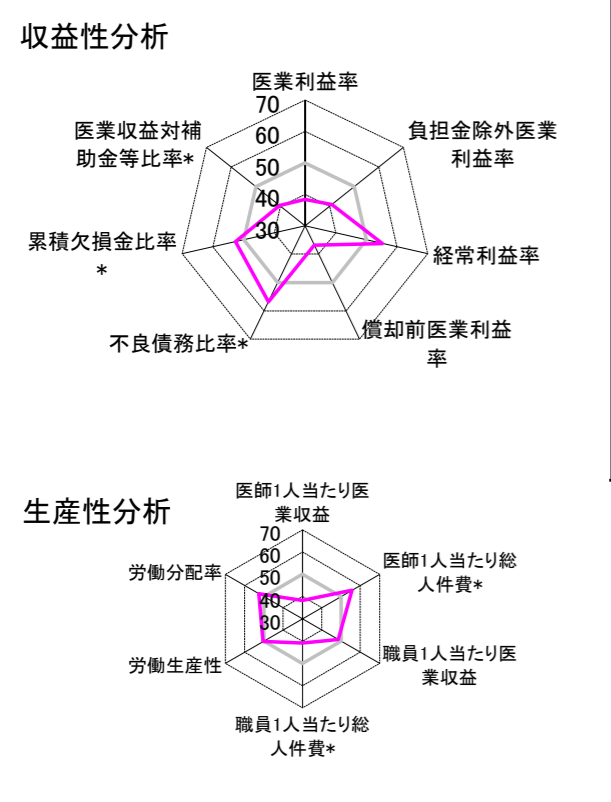 収益性分析
医業利益率
70
60
50
40
30
負担金除外医業
利益率
経常利益率
償却前医業利益
率
不良債務比率*
累積欠損金比率
*
医業収益対補
助金等比率*
生産性分析
医師1人当たり医
業収益
70
60
50
40
30
医師1人当たり総
人件費*
職員1人当たり医
業収益
職員1人当たり総
人件費*
労働生産性
労働分配率